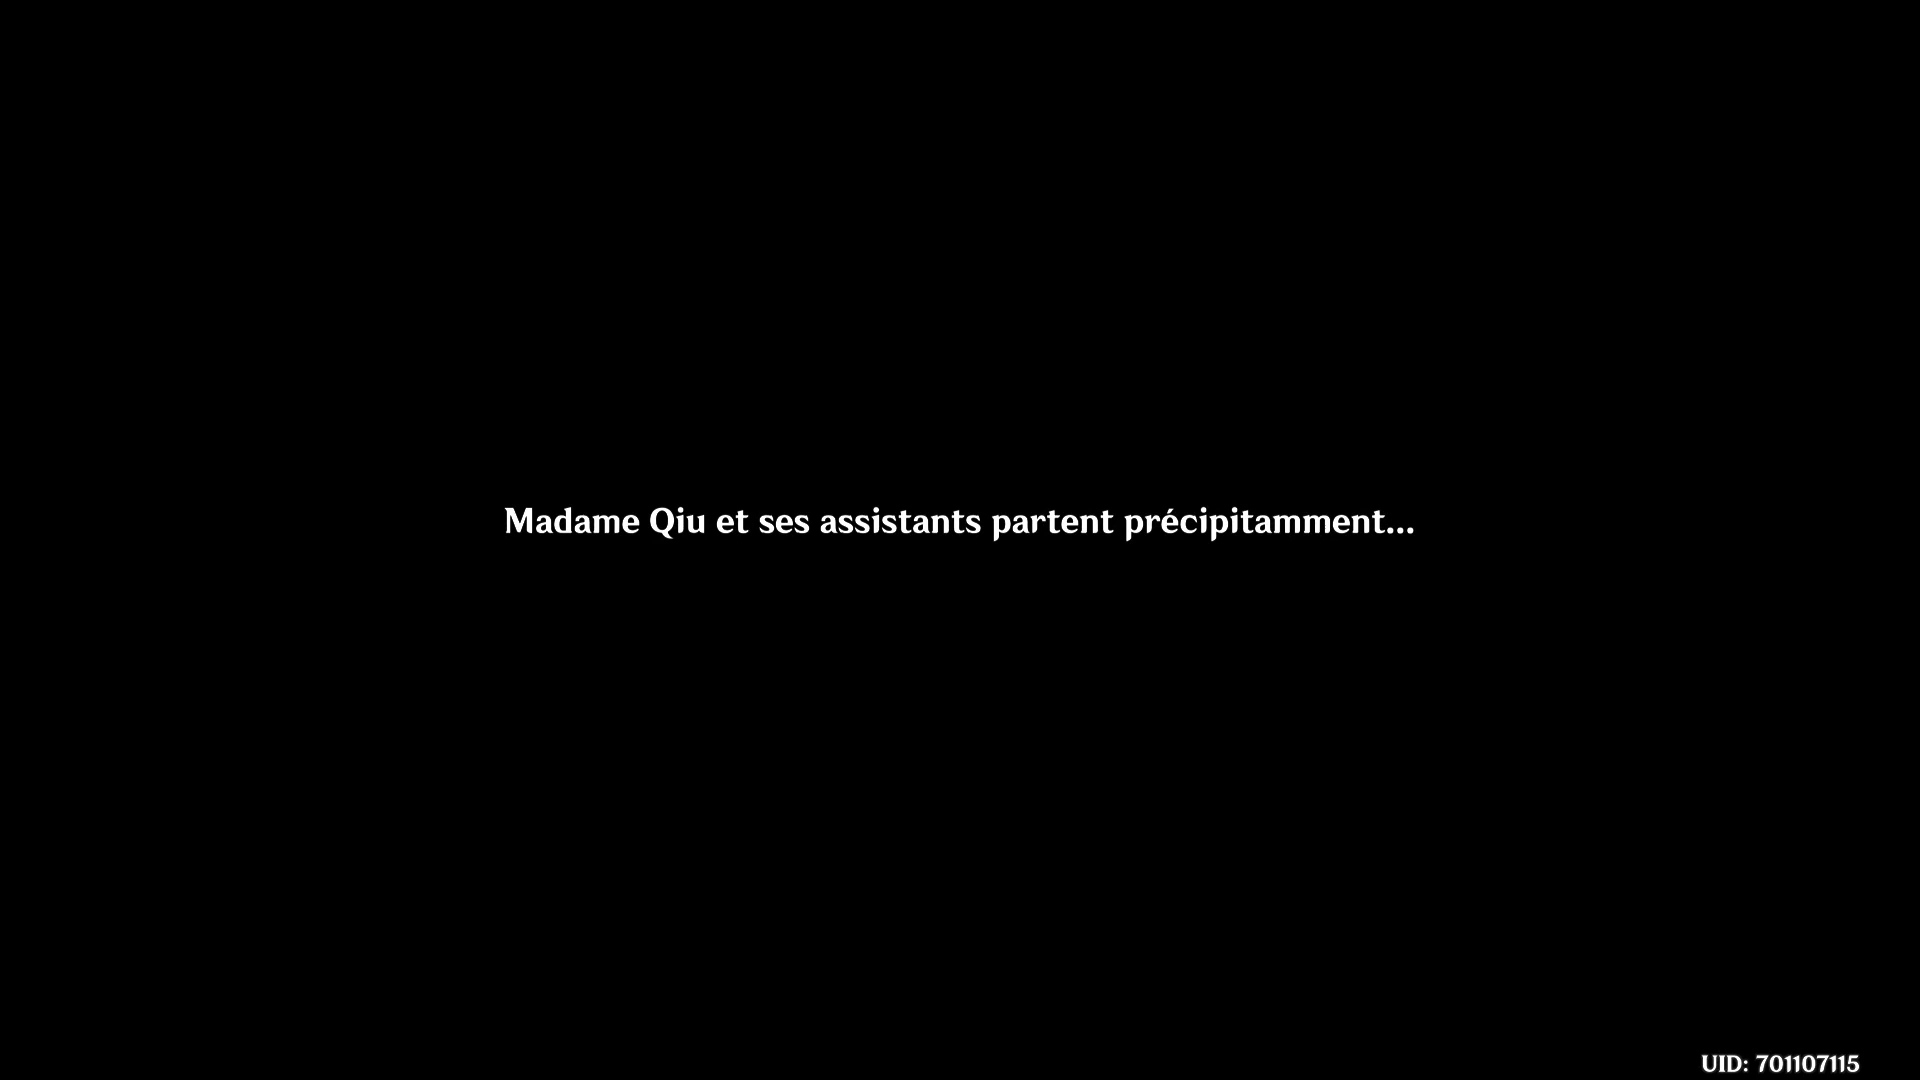 Madame Qiu et ses assistants partent précipitamment...
UID: 701107115